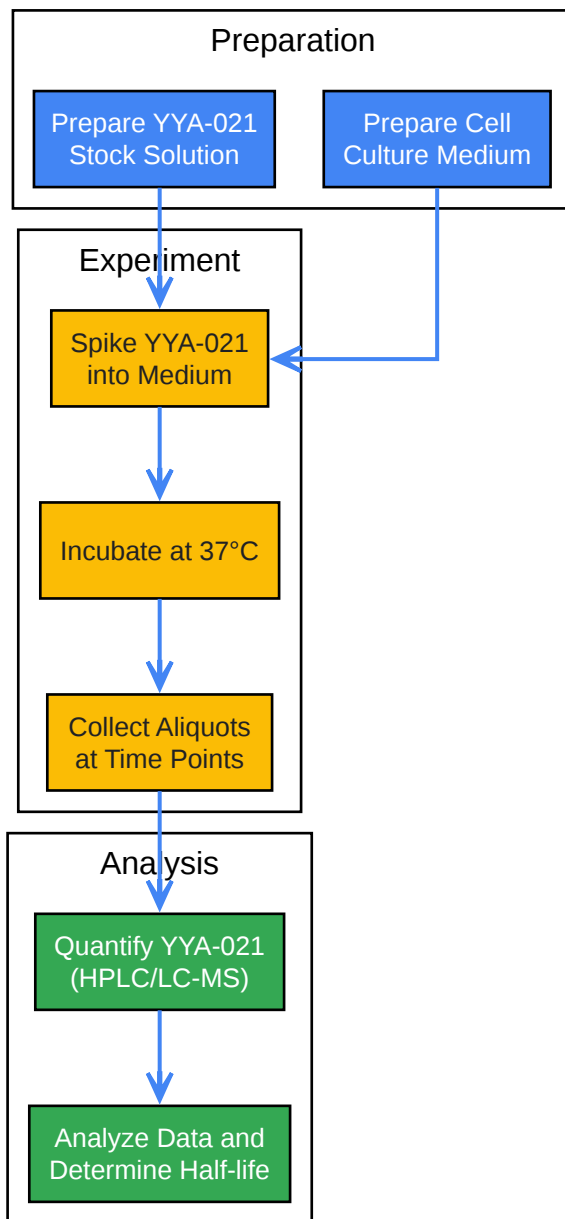 Preparation
Prepare YYA-021
Stock Solution
Prepare Cell
Culture Medium
Experiment
Spike YYA-021
into Medium
Incubate at 37°C
Collect Aliquots
at Time Points
Analysis
Quantify YYA-021
(HPLC/LC-MS)
Analyze Data and
Determine Half-life